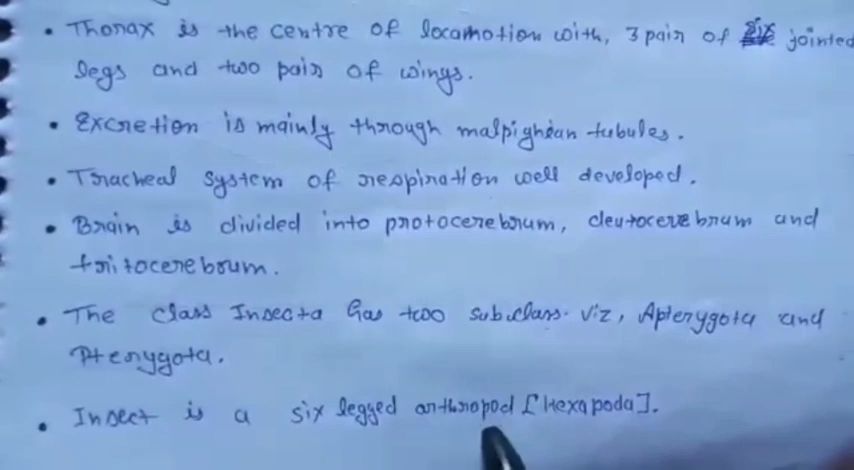 • Thorax is the centre of locomotion with, 3 pair of jointed
legs and two pair of wings.
• Excretion is mainly through malpighian tubules.
• Tracheal system of respiration well developed.
• Brain is divided into protocerebrum, deutocerebrum and
tritocerebrum.
• The class Insecta has two subclass. viz, Apterygota and
Pterygota.
• Insect is a six legged arthropod [Hexapoda].